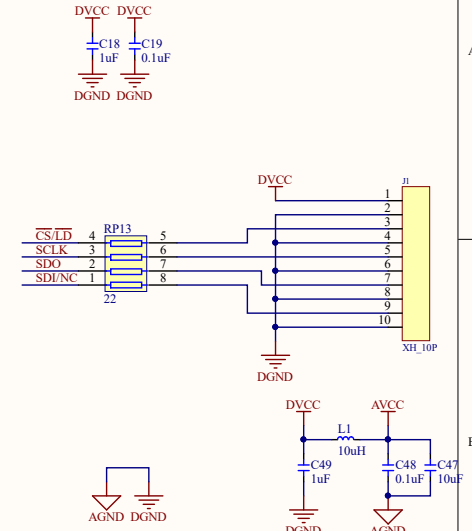 DVCC DVCC
C18 C19
1uF 0.1uF
DGND DGND
DVCC
J1
1
2
3
4
5
6
7
8
9
10
XH_10P
RP13
CS/LD 4 5
SCLK 3 6
SDO 2 7
SDI/NC 1 8
22
DGND
DVCC AVCC
L1
10uH
C49 C48 C47
1uF 0.1uF 10uF
AGND DGND
DGND AGND